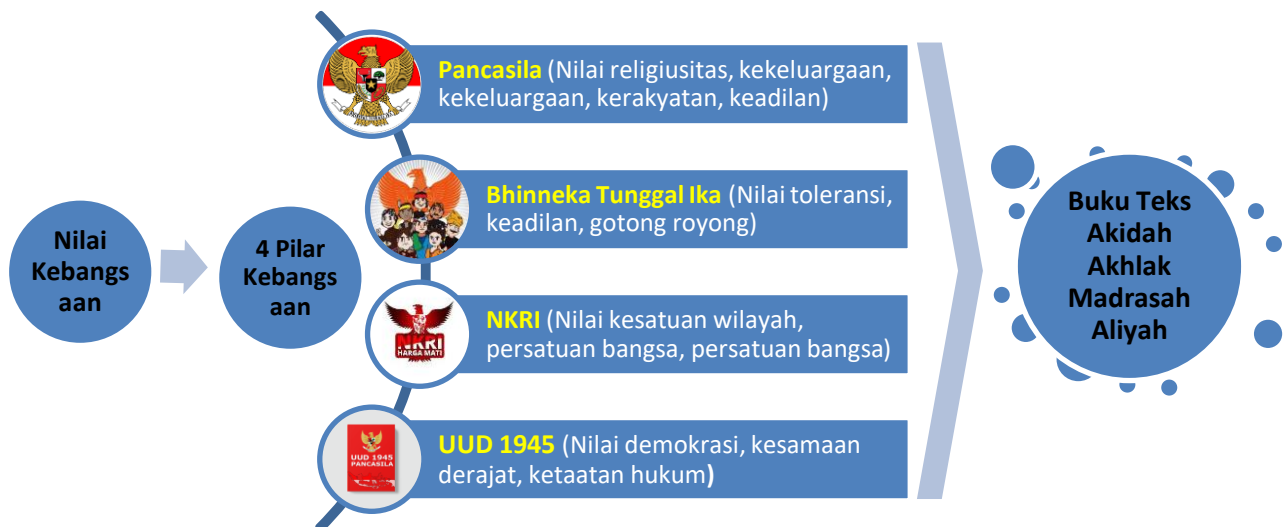 Nilai
Kebangs
aan
4 Pilar
Kebangs
aan
Pancasila (Nilai religiusitas, kekeluargaan,
kekeluargaan, kerakyatan, keadilan)
Bhinneka Tunggal Ika (Nilai toleransi,
keadilan, gotong royong)
NKRI
HARGA MATI
NKRI (Nilai kesatuan wilayah,
persatuan bangsa, persatuan bangsa)
UUD 1945
PANCASILA
UUD 1945 (Nilai demokrasi, kesamaan
derajat, ketaatan hukum)
Buku Teks
Akidah
Akhlak
Madrasah
Aliyah